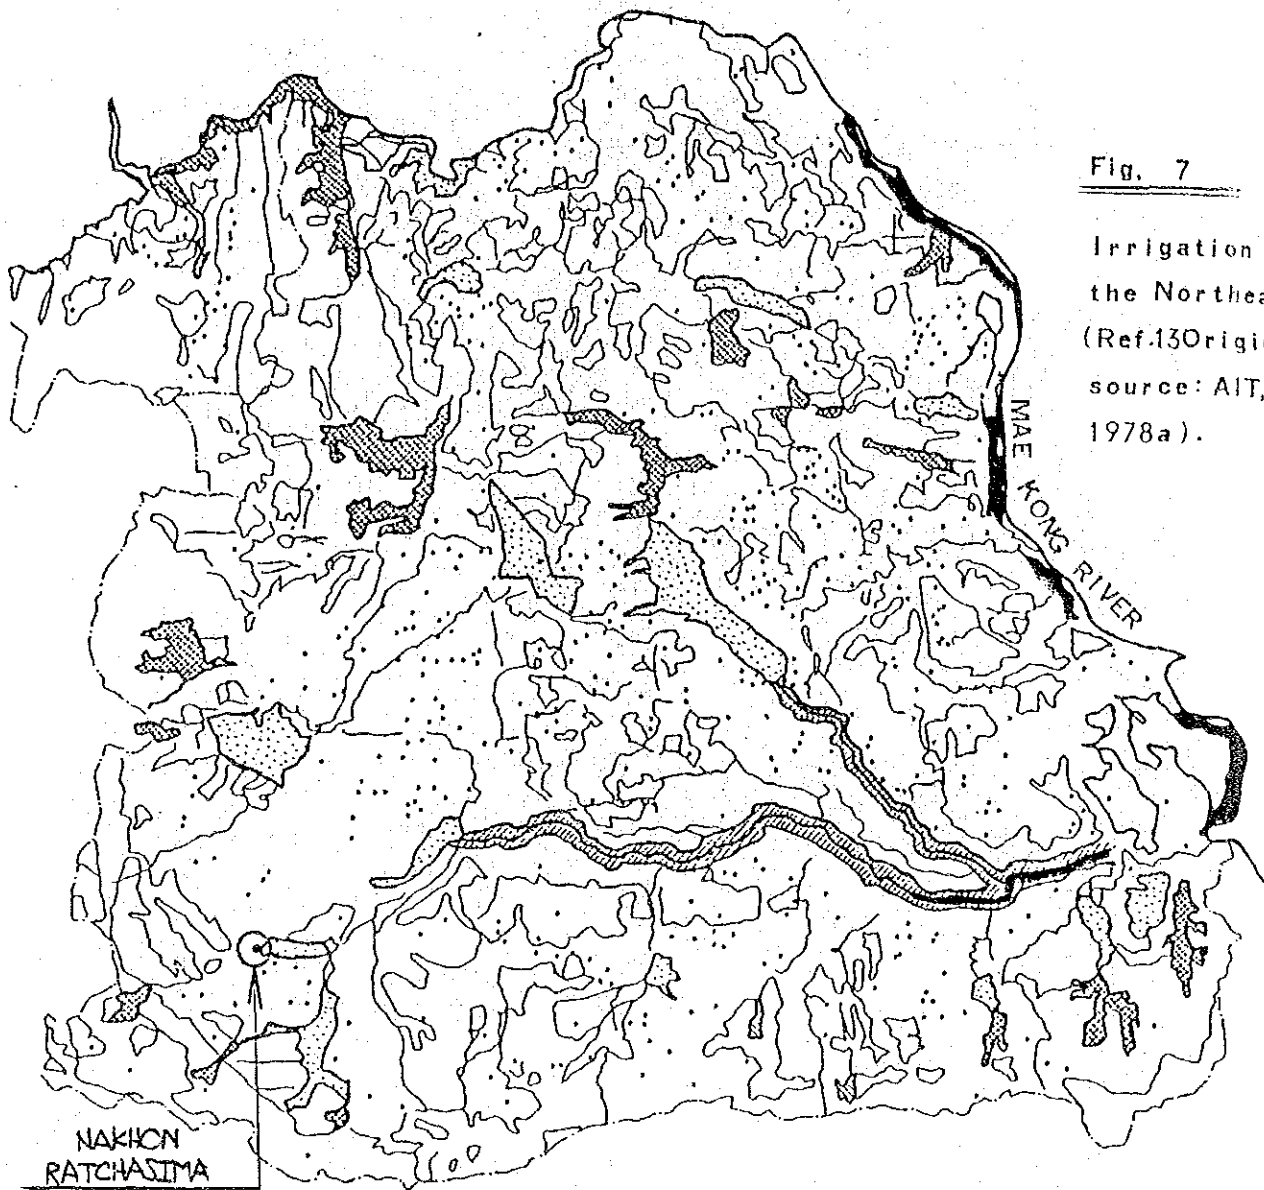 Fig. 7
Irrigation
the Northea
(Ref.13Origi
source: AIT,
1978a).
MAE KONG RIVER
NAKHON
RATCHASIMA